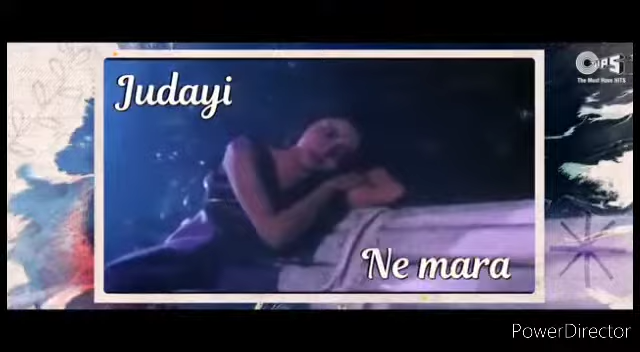 Judayi
TIPS
The Must Have HITS
Ne mara
PowerDirector